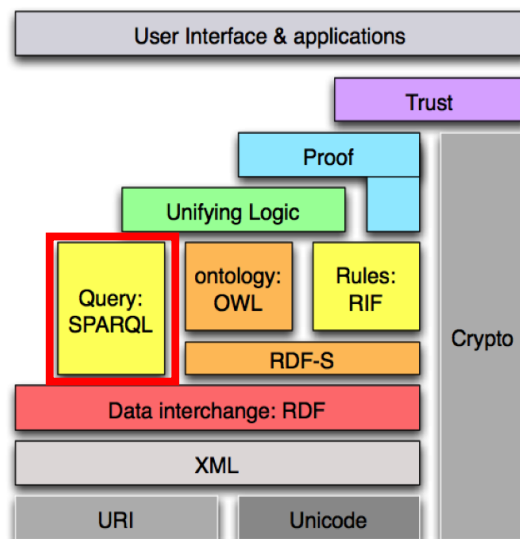 User Interface & applications
Trust
Proof
Unifying Logic
Query:
SPARQL
ontology:
OWL
Rules:
RIF
Crypto
RDF-S
Data interchange: RDF
XML
URI
Unicode